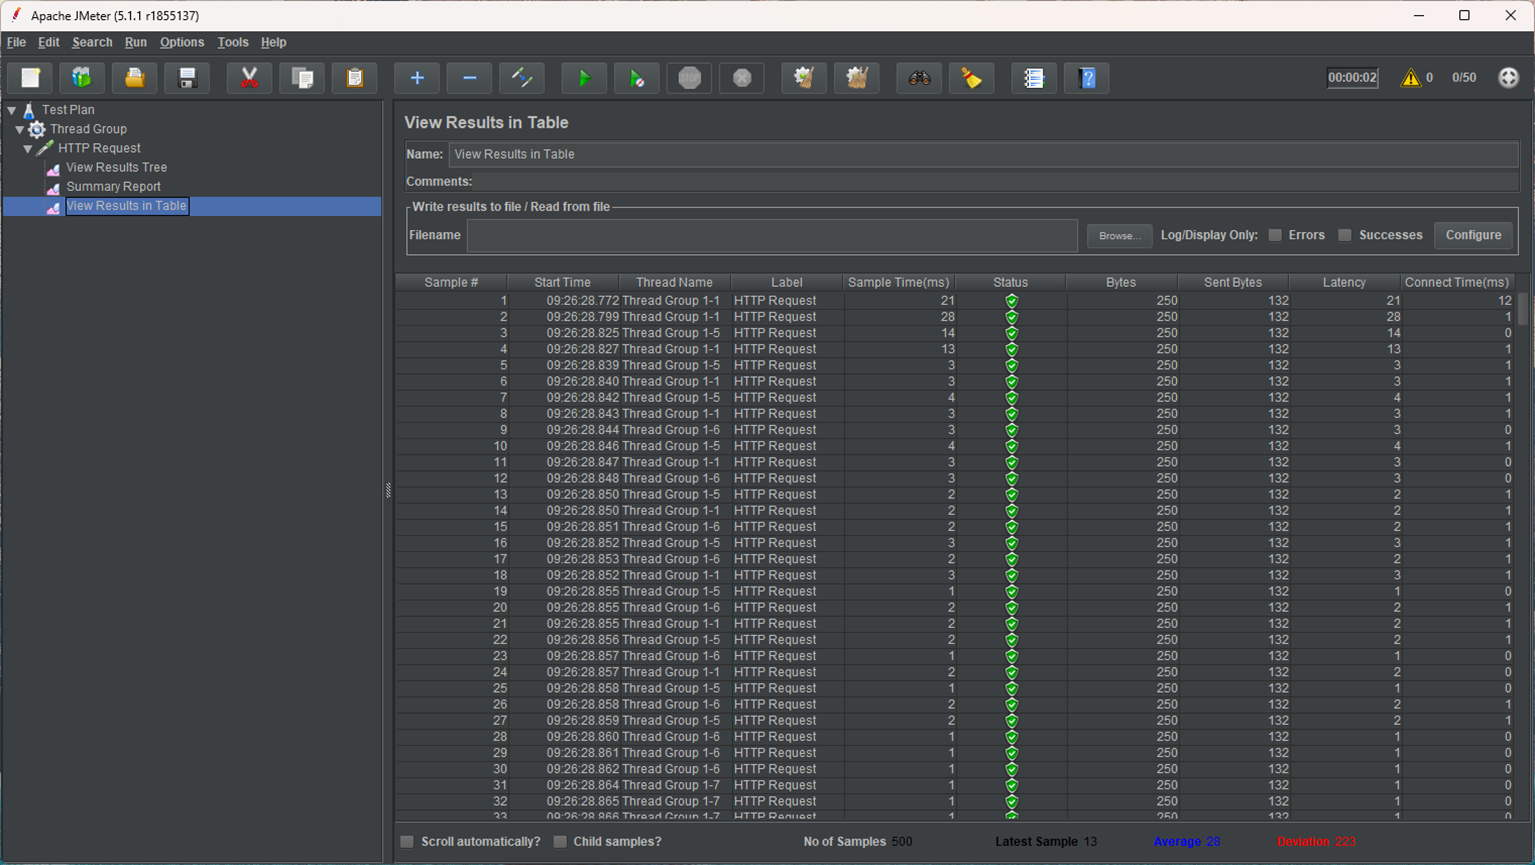 Apache JMeter (5.1.1 r1855137)
File Edit Search Run Options Tools Help
STOP
00:00:02 0 0/50
Test Plan
Thread Group
HTTP Request
View Results Tree
Summary Report
View Results in Table
View Results in Table
Name: View Results in Table
Comments:
Write results to file / Read from file
Filename Browse... Log/Display Only: Errors Successes Configure
Sample # Start Time Thread Name Label Sample Time(ms) Status Bytes Sent Bytes Latency Connect Time(ms)
1 09:26:28.772 Thread Group 1-1 HTTP Request 21 250 132 21 12
2 09:26:28.799 Thread Group 1-1 HTTP Request 28 250 132 28 1
3 09:26:28.825 Thread Group 1-5 HTTP Request 14 250 132 14 0
4 09:26:28.827 Thread Group 1-1 HTTP Request 13 250 132 13 1
5 09:26:28.839 Thread Group 1-5 HTTP Request 3 250 132 3 1
6 09:26:28.840 Thread Group 1-1 HTTP Request 3 250 132 3 1
7 09:26:28.842 Thread Group 1-5 HTTP Request 4 250 132 4 1
8 09:26:28.843 Thread Group 1-1 HTTP Request 3 250 132 3 1
9 09:26:28.844 Thread Group 1-6 HTTP Request 3 250 132 3 0
10 09:26:28.846 Thread Group 1-5 HTTP Request 4 250 132 4 1
11 09:26:28.847 Thread Group 1-1 HTTP Request 3 250 132 3 0
12 09:26:28.848 Thread Group 1-6 HTTP Request 3 250 132 3 0
13 09:26:28.850 Thread Group 1-5 HTTP Request 2 250 132 2 1
14 09:26:28.850 Thread Group 1-1 HTTP Request 2 250 132 2 1
15 09:26:28.851 Thread Group 1-6 HTTP Request 2 250 132 2 1
16 09:26:28.852 Thread Group 1-5 HTTP Request 3 250 132 3 1
17 09:26:28.853 Thread Group 1-6 HTTP Request 2 250 132 2 1
18 09:26:28.852 Thread Group 1-1 HTTP Request 3 250 132 3 1
19 09:26:28.855 Thread Group 1-5 HTTP Request 1 250 132 1 0
20 09:26:28.855 Thread Group 1-6 HTTP Request 2 250 132 2 1
21 09:26:28.855 Thread Group 1-1 HTTP Request 2 250 132 2 1
22 09:26:28.856 Thread Group 1-5 HTTP Request 2 250 132 2 1
23 09:26:28.857 Thread Group 1-6 HTTP Request 1 250 132 1 0
24 09:26:28.857 Thread Group 1-1 HTTP Request 2 250 132 2 1
25 09:26:28.858 Thread Group 1-5 HTTP Request 1 250 132 1 0
26 09:26:28.858 Thread Group 1-6 HTTP Request 2 250 132 2 1
27 09:26:28.859 Thread Group 1-5 HTTP Request 2 250 132 2 1
28 09:26:28.860 Thread Group 1-6 HTTP Request 1 250 132 1 0
29 09:26:28.861 Thread Group 1-6 HTTP Request 1 250 132 1 0
30 09:26:28.862 Thread Group 1-6 HTTP Request 1 250 132 1 0
31 09:26:28.864 Thread Group 1-7 HTTP Request 1 250 132 1 0
32 09:26:28.865 Thread Group 1-7 HTTP Request 1 250 132 1 0
33 09:26:28.866 Thread Group 1-7 HTTP Request 1 250 132 1 0
Scroll automatically? Child samples? No of Samples 500 Latest Sample 13 Average 28 Deviation 223